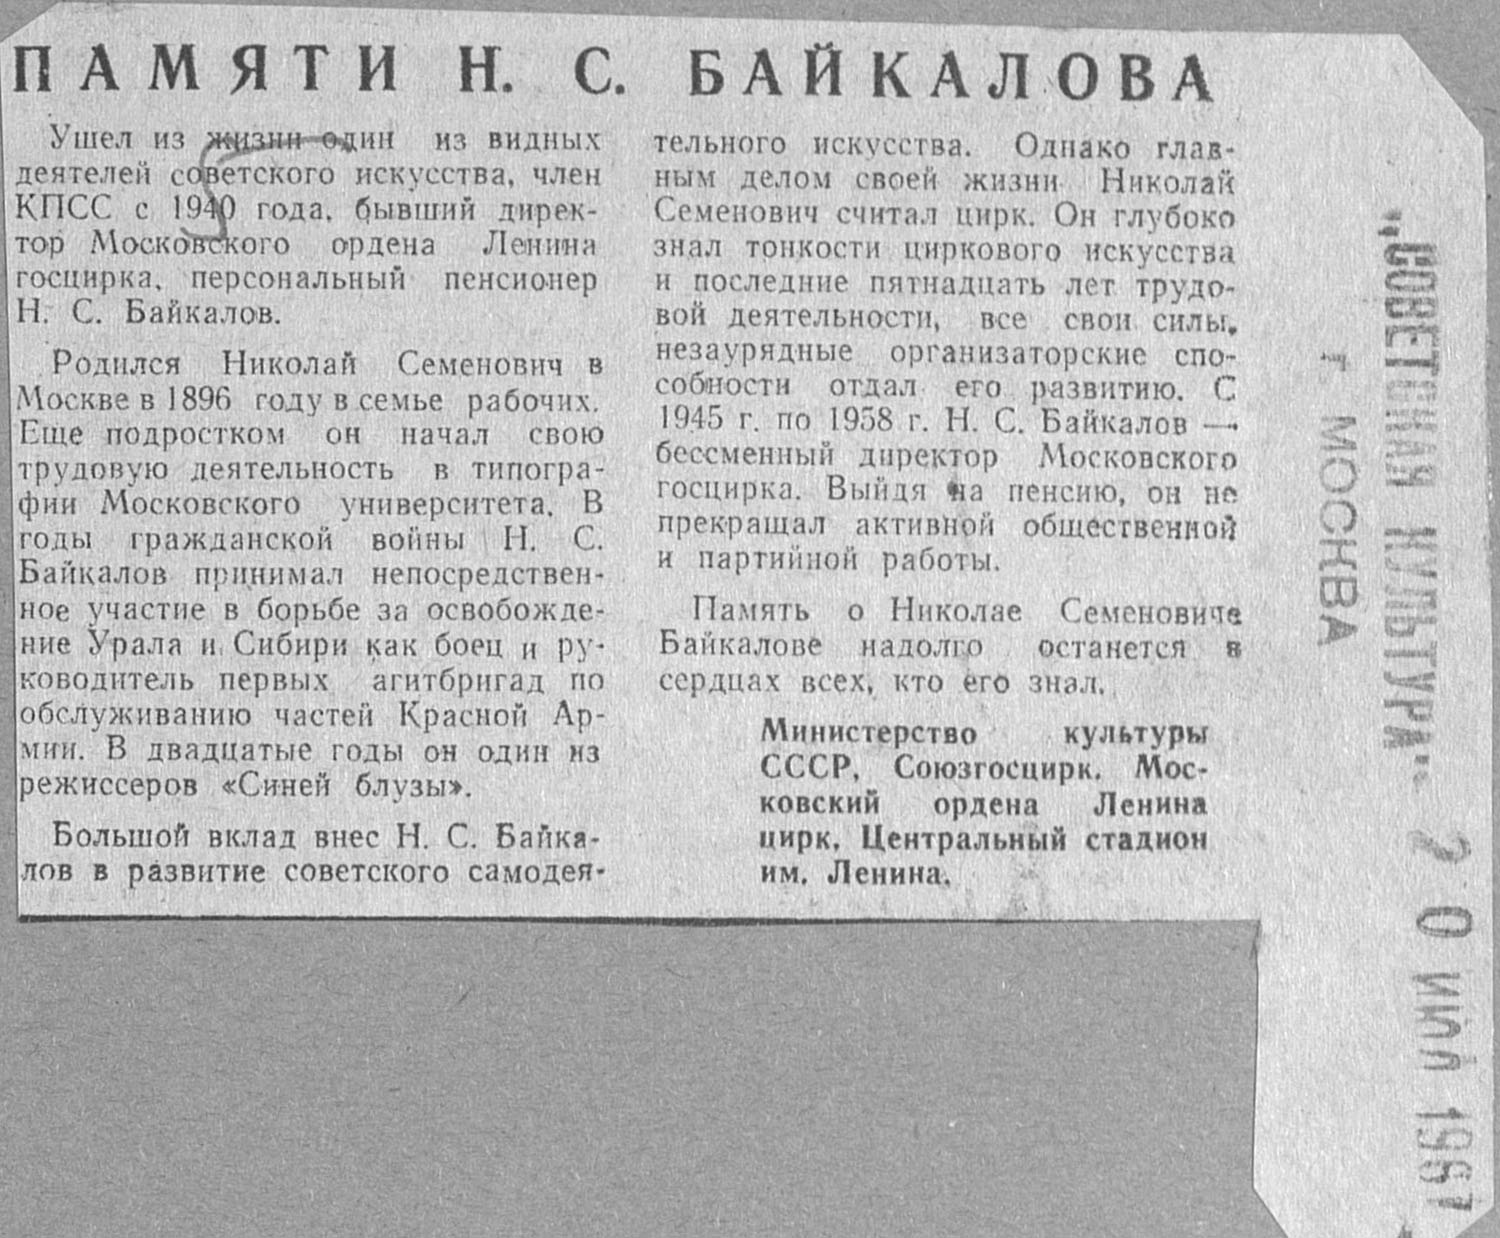 ПАМЯТИ Н. С. БАЙКАЛОВА
Ушел из жизни один из видных
деятелей советского искусства, член
КПСС с 1940 года, бывший дирек-
тор Московского ордена Ленина
госцирка, персональный пенсионер
Н. С. Байкалов.
Родился Николай Семенович в
Москве в 1896 году в семье рабочих.
Еще подростком он начал свою
трудовую деятельность в типогра-
фии Московского университета. В
годы гражданской войны Н. С.
Байкалов принимал непосредствен-
ное участие в борьбе за освобожде-
ние Урала и Сибири как боец и ру-
ководитель первых агитбригад по
обслуживанию частей Красной Ар-
мии. В двадцатые годы он один из
режиссеров «Синей блузы».
Большой вклад внес Н. С. Байка-
лов в развитие советского самодея-
тельного искусства. Однако глав-
ным делом своей жизни Николай
Семенович считал цирк. Он глубоко
знал тонкости циркового искусства
и последние пятнадцать лет трудо-
вой деятельности, все свои силы,
незаурядные организаторские спо-
собности отдал его развитию. С
1945 г. по 1958 г. Н. С. Байкалов —
бессменный директор Московского
госцирка. Выйдя на пенсию, он не
прекращал активной общественной
и партийной работы.
Память о Николае Семеновиче
Байкалове надолго останется в
сердцах всех, кто его знал.
Министерство культуры
СССР, Союзгосцирк. Мос-
ковский ордена Ленина
цирк, Центральный стадион
им. Ленина.
„СОВЕТСКАЯ КУЛЬТУРА"
г. МОСКВА
20 196